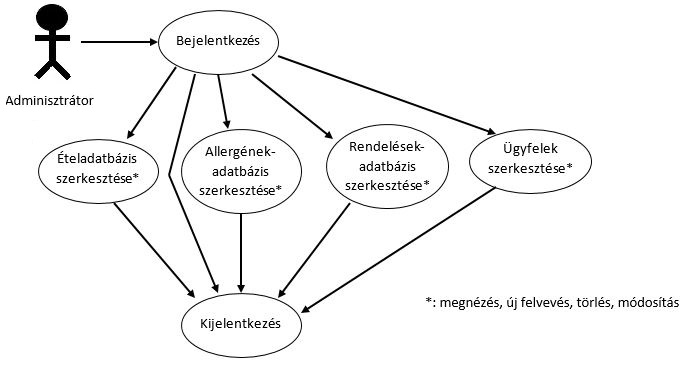 Bejelentkezés
Adminisztrátor
Ételadatbázis
szerkesztése*
Allergének-
adatbázis
szerkesztése*
Rendelések-
adatbázis
szerkesztése*
Ügyfelek
szerkesztése*
*: megnézés, új felvevés, törlés, módosítás
Kijelentkezés